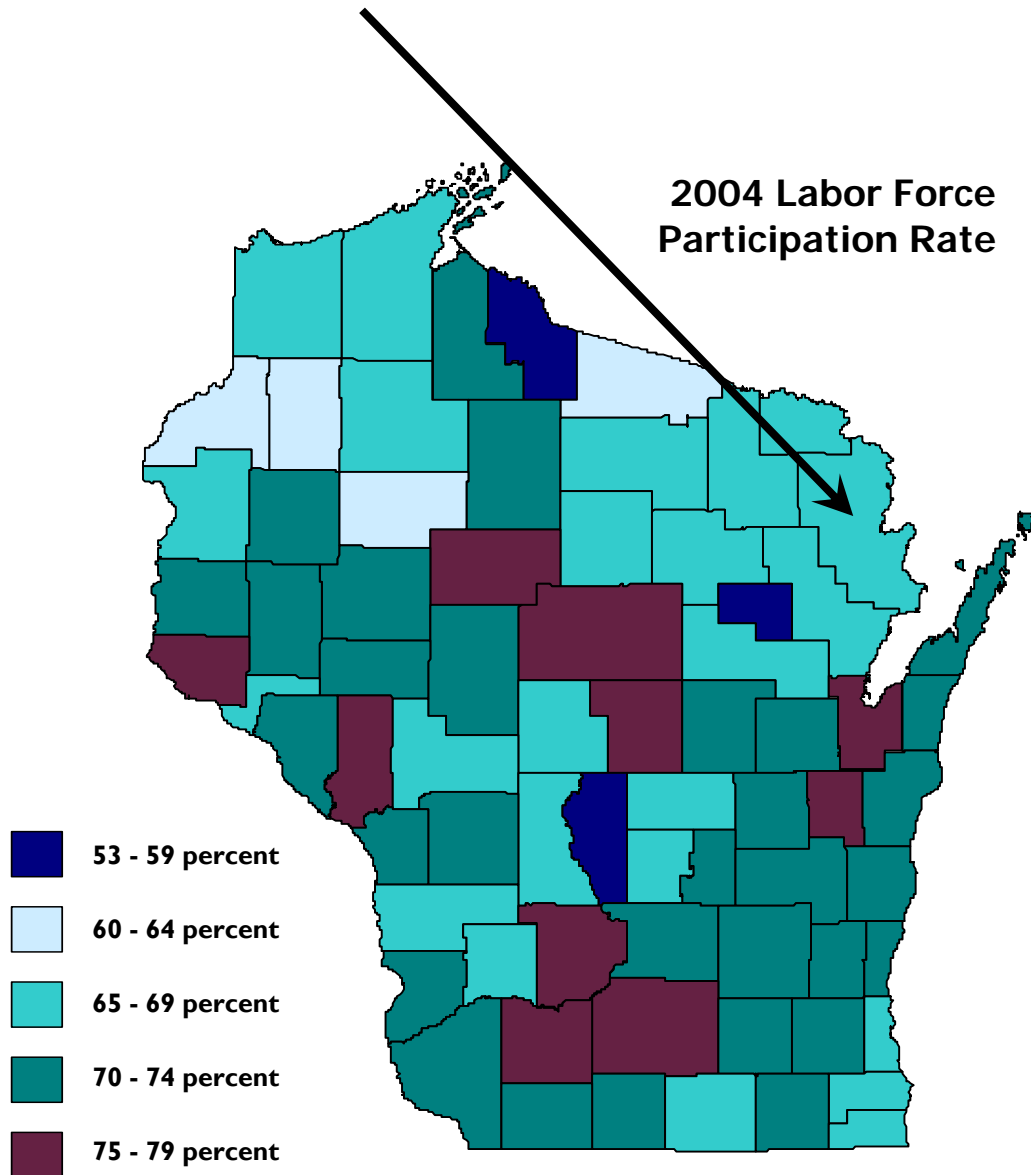 2004 Labor Force
Participation Rate
53 - 59 percent
60 - 64 percent
65 - 69 percent
70 - 74 percent
75 - 79 percent